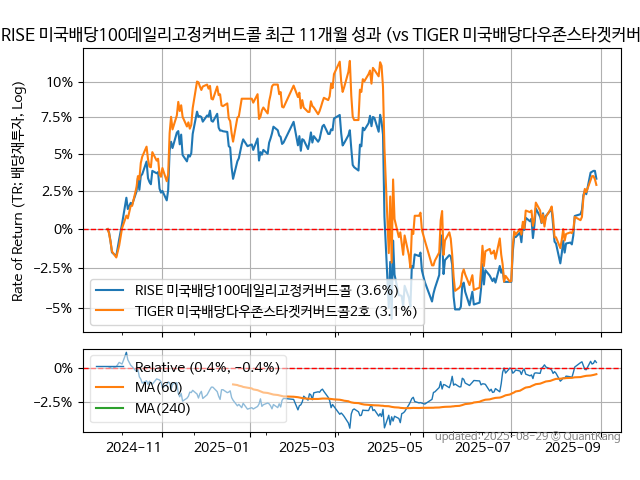 RISE 미국배당100데일리고정커버드콜 최근 11개월 성과 (vs TIGER 미국배당다우존스타겟커버
Rate of Return (TR: 배당재투자, Log)
10%
7.5%
5%
2.5%
0%
−2.5%
−5%
RISE 미국배당100데일리고정커버드콜 (3.6%)
TIGER 미국배당다우존스타겟커버드콜2호 (3.1%)
0%
−2.5%
Relative (0.4%, −0.4%)
MA(60)
MA(240)
updated: 2025-08-29 © QuantKang
2024−11
2025−01
2025−03
2025−05
2025−07
2025−09